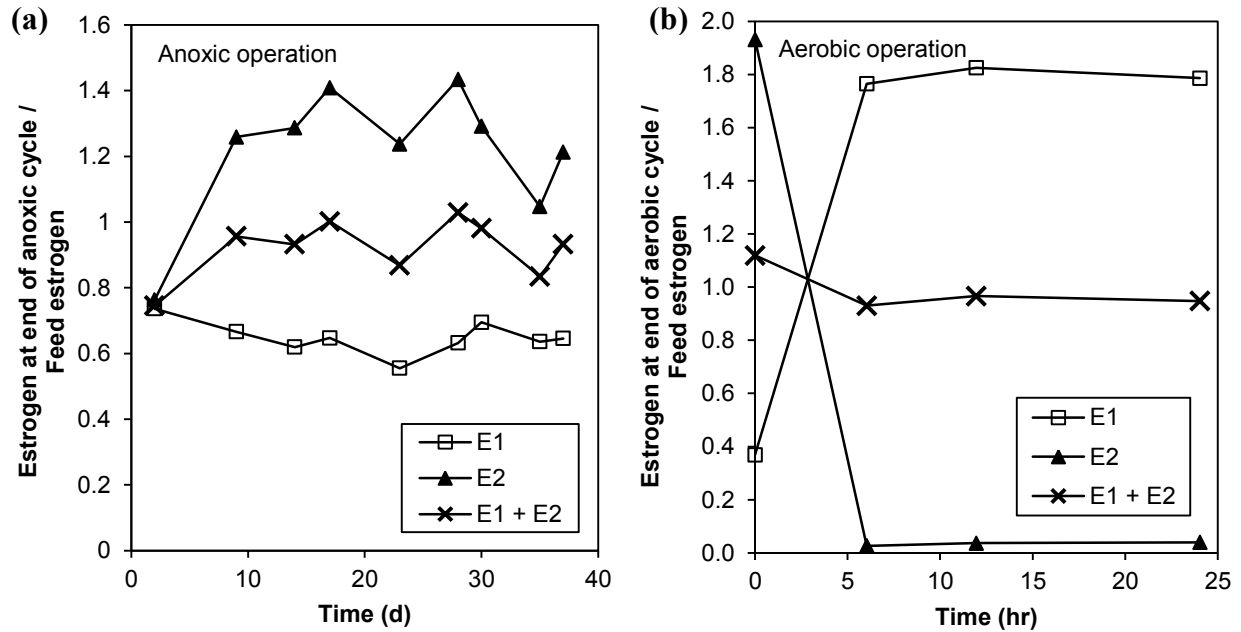 (a)
Anoxic operation
Estrogen at end of anoxic cycle /
Feed estrogen
1.6
1.4
1.2
1
0.8
0.6
0.4
0.2
0
E1
E2
E1 + E2
0 10 20 30 40
Time (d)
(b)
Aerobic operation
Estrogen at end of aerobic cycle /
Feed estrogen
2.0
1.8
1.6
1.4
1.2
1.0
0.8
0.6
0.4
0.2
0.0
E1
E2
E1 + E2
0 5 10 15 20 25
Time (hr)